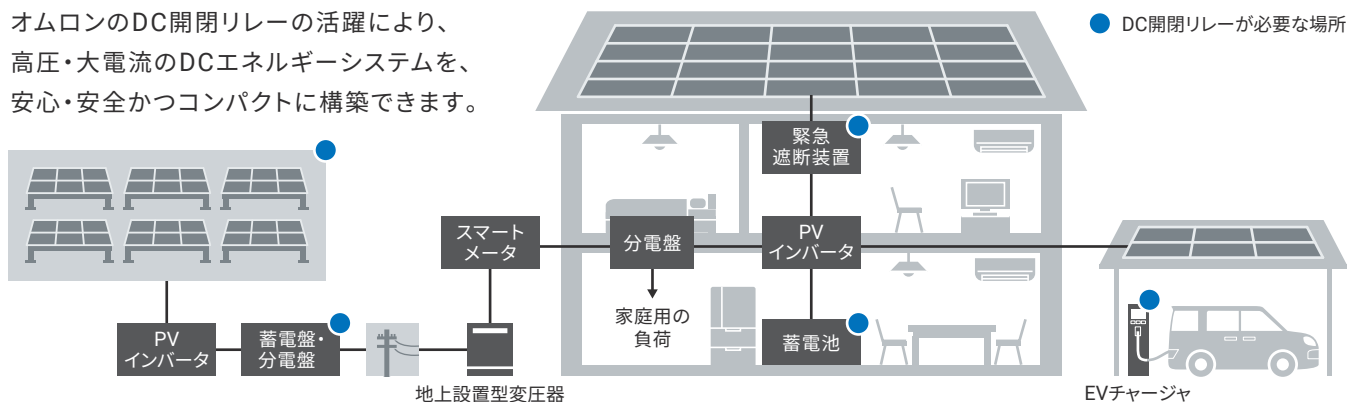 オムロンのDC開閉リレーの活躍により、
高圧・大電流のDCエネルギーシステムを、
安心・安全かつコンパクトに構築できます。
DC開閉リレーが必要な場所
緊急
遮断装置
スマート
メータ
分電盤
PV
インバータ
家庭用の
負荷
蓄電池
PV
インバータ
蓄電盤・
分電盤
地上設置型変圧器
EVチャージャ